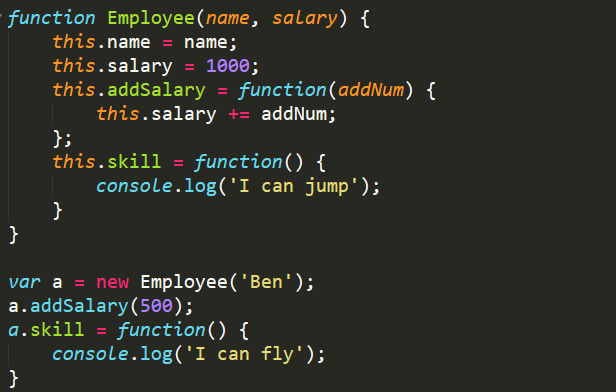 function Employee(name, salary) {
    this.name = name;
    this.salary = 1000;
    this.addSalary = function(addNum) {
        this.salary += addNum;
    };
    this.skill = function() {
        console.log('I can jump');
    }
}

var a = new Employee('Ben');
a.addSalary(500);
a.skill = function() {
    console.log('I can fly');
}